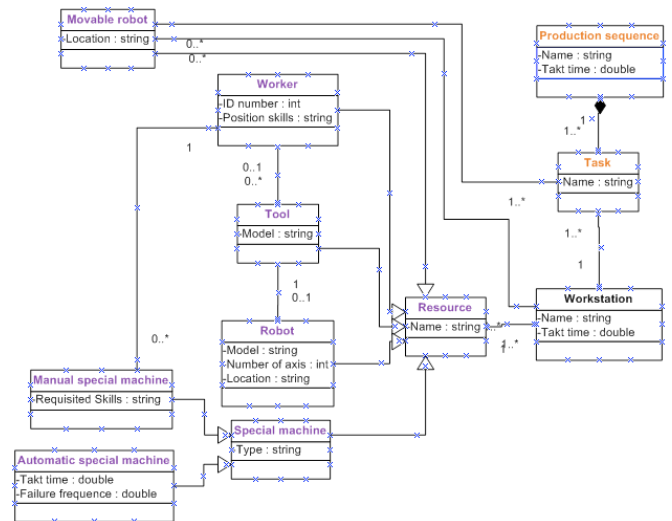 Movable robot
-Location : string
0..*
0..*
Production sequence
-Name : string
-Takt time : double
1
1..*
Worker
-ID number : int
-Position skills : string
1
0..1
0..*
Task
-Name : string
1..*
1..*
1
Tool
-Model : string
1
0..1
Resource
-Name : string
..*
1..*
Workstation
-Name : string
-Takt time : double
Robot
-Model : string
-Number of axis : int
-Location : string
0..*
Manual special machine
-Requisited Skills : string
Special machine
-Type : string
Automatic special machine
-Takt time : double
-Failure frequence : double